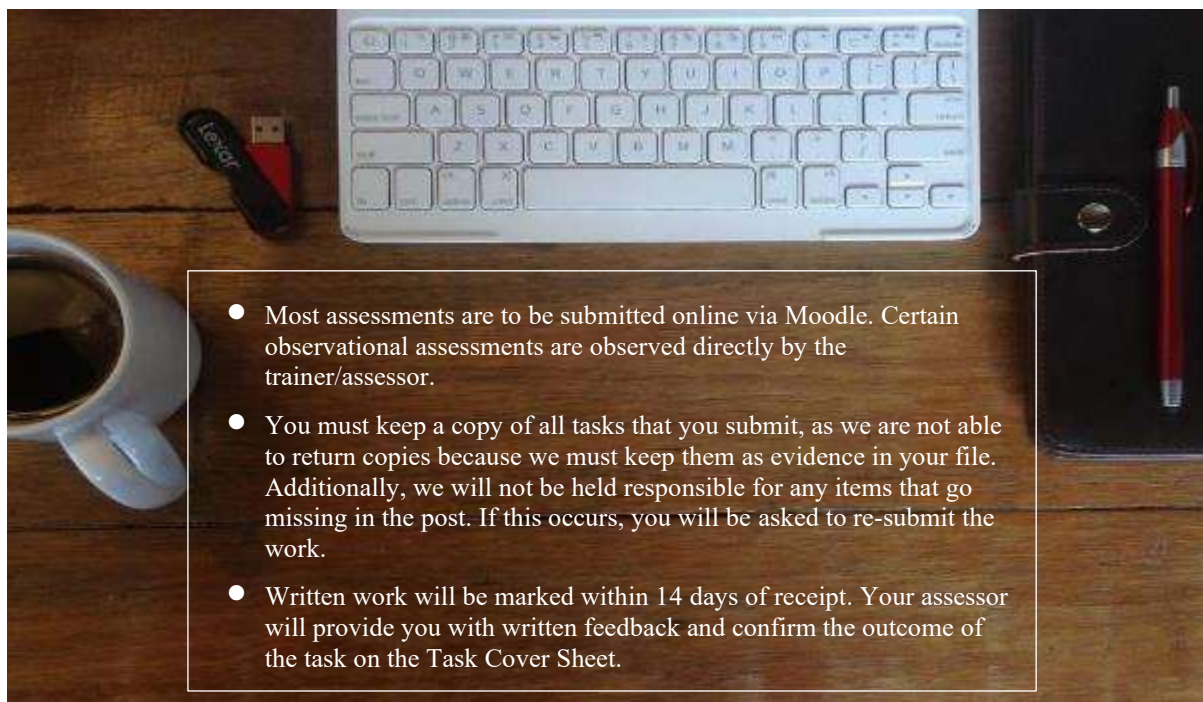 Lexar
Q W E R T Y U I O P
A S D F G H J K L
Z X C V B N M
● Most assessments are to be submitted online via Moodle. Certain
observational assessments are observed directly by the
trainer/assessor.
● You must keep a copy of all tasks that you submit, as we are not able
to return copies because we must keep them as evidence in your file.
Additionally, we will not be held responsible for any items that go
missing in the post. If this occurs, you will be asked to re-submit the
work.
● Written work will be marked within 14 days of receipt. Your assessor
will provide you with written feedback and confirm the outcome of
the task on the Task Cover Sheet.